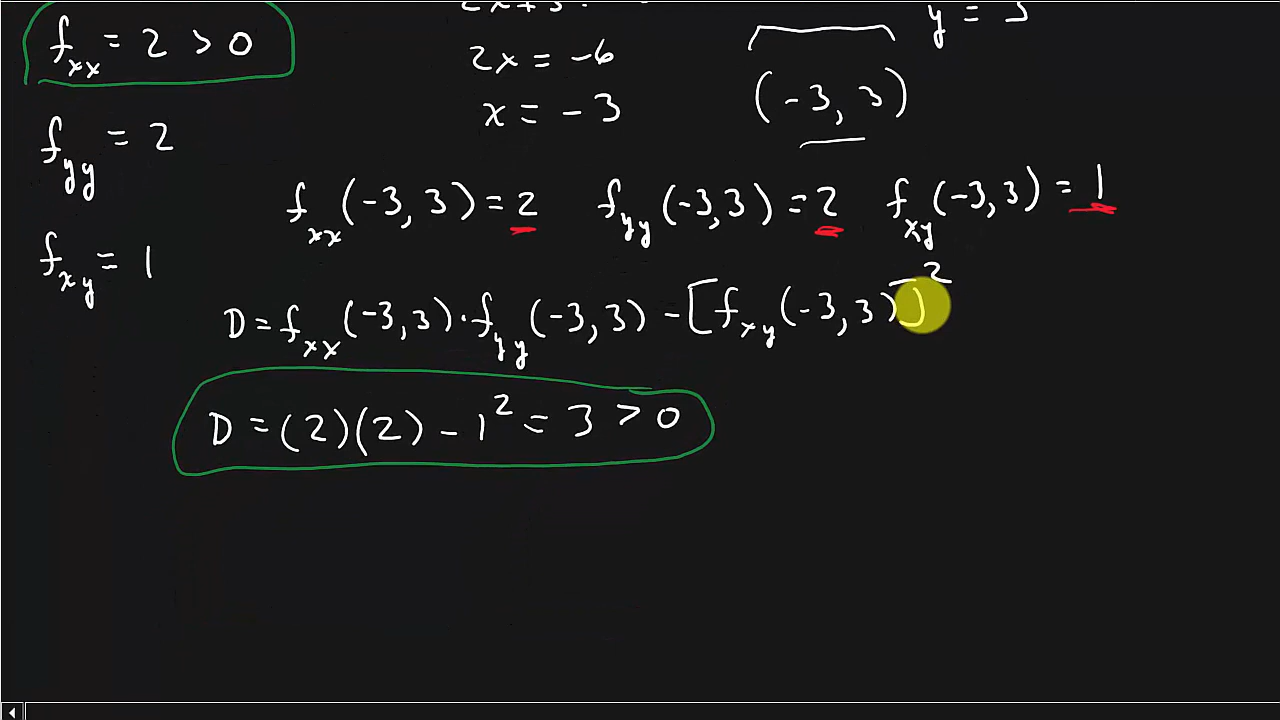 f_xx = 2 > 0
2x = -6
y = 3
x = -3
(-3, 3)
f_yy = 2
f_xx (-3, 3) = 2 f_yy (-3, 3) = 2 f_xy (-3, 3) = 1
f_xy = 1
D = f_xx (-3, 3) · f_yy (-3, 3) - [f_xy (-3, 3)]²
D = (2)(2) - 1² = 3 > 0